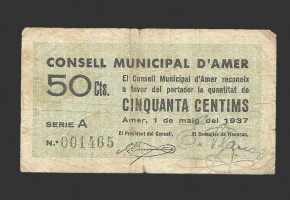 CONSELL MUNICIPAL D'AMER
50 Cts.
El Consell Municipal d'Amer reconeix
a favor del portador la quantitat de
CINQUANTA CENTIMS
Amer, 1 de maig del 1937
SERIE A
El President del Consell, El Conseller de Finances,
N.º 001465